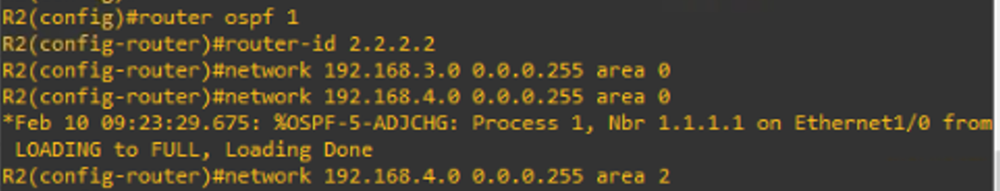 R2(config)#router ospf 1
R2(config-router)#router-id 2.2.2.2
R2(config-router)#network 192.168.3.0 0.0.0.255 area 0
R2(config-router)#network 192.168.4.0 0.0.0.255 area 0
*Feb 10 09:23:29.675: %OSPF-5-ADJCHG: Process 1, Nbr 1.1.1.1 on Ethernet1/0 from
LOADING to FULL, Loading Done
R2(config-router)#network 192.168.4.0 0.0.0.255 area 2